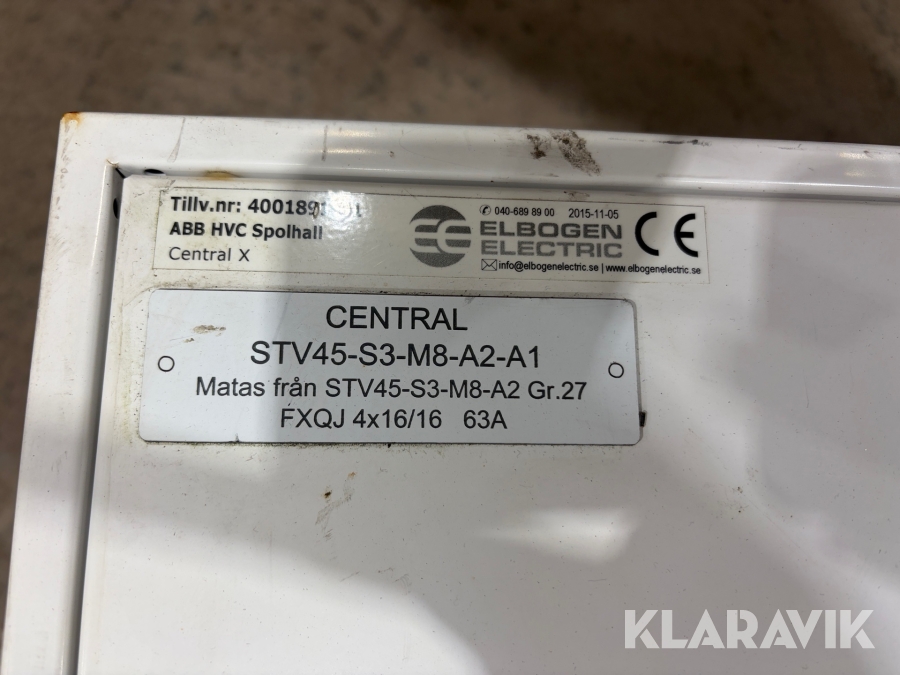 Tillv.nr:
ABB HVC Spolhall
Central X
040-689 89 00 2015-11-05
ELBOGEN
ELECTRIC
CE
info@elbogenelectric.se | www.elbogenelectric.se
CENTRAL
STV45-S3-M8-A2-A1
Matas från STV45-S3-M8-A2 Gr.27
FXQJ 4x16/16 63A
KLARAVIK